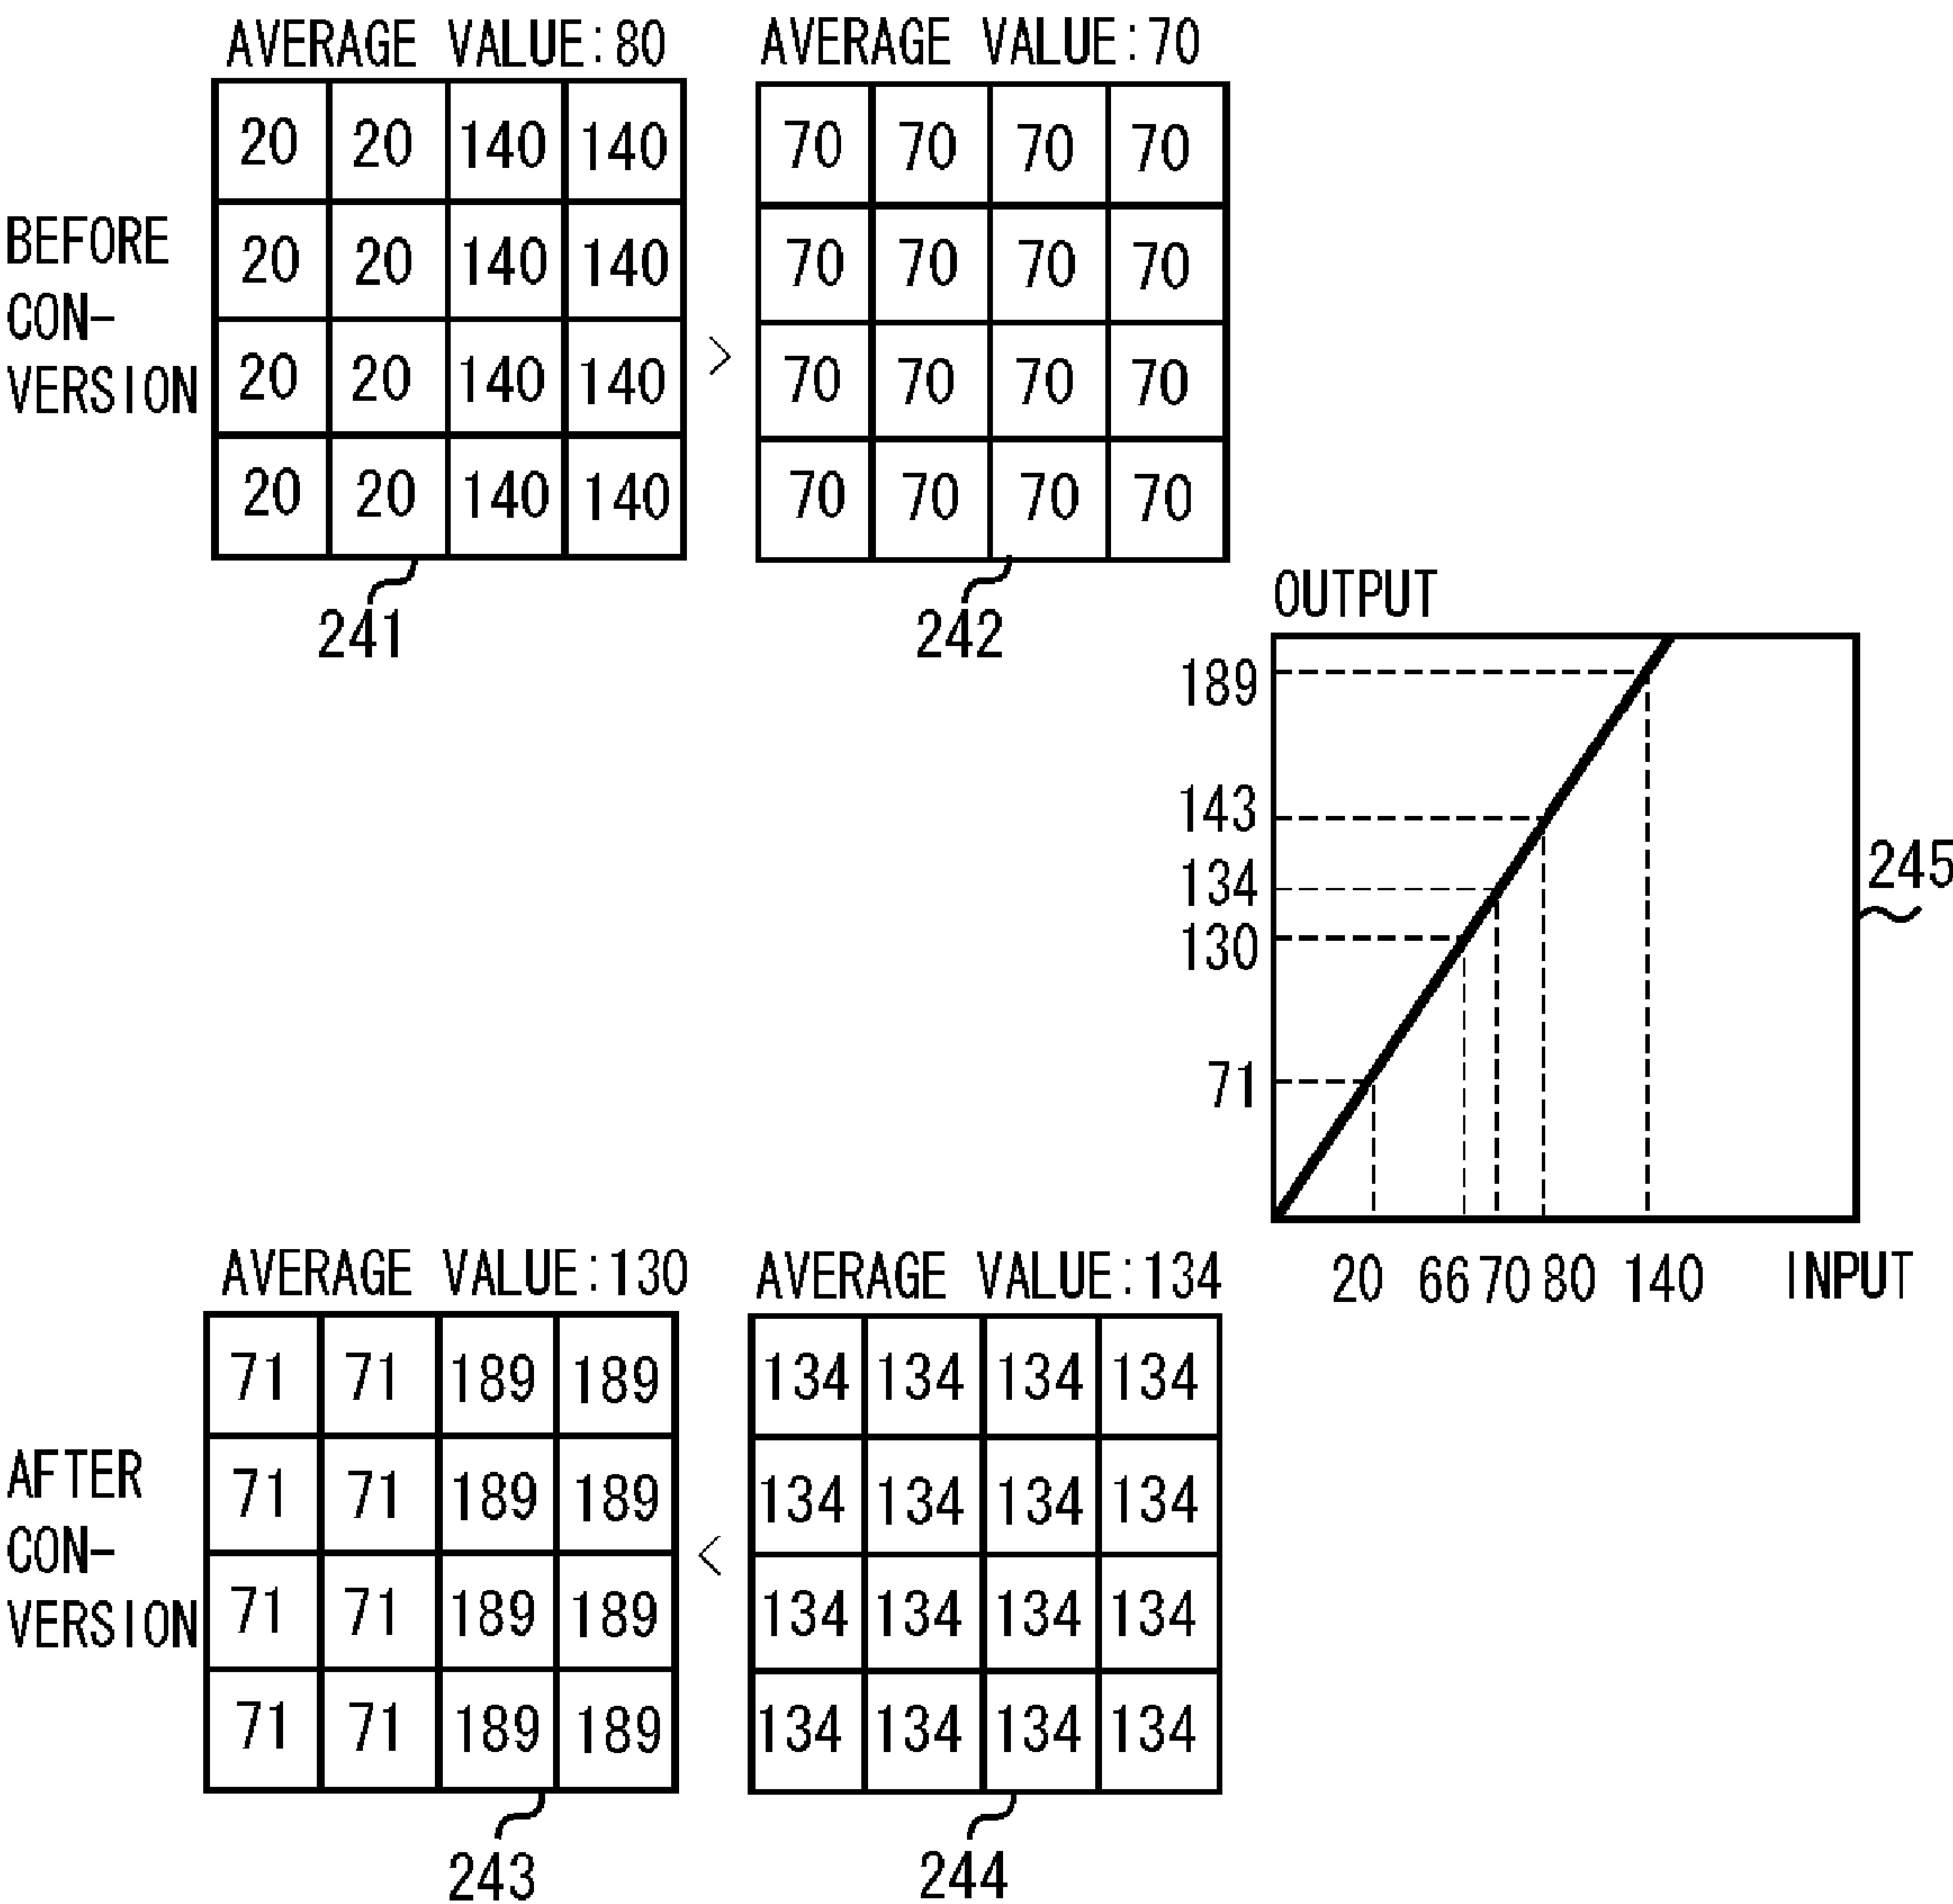 AVERAGE VALUE:80
AVERAGE VALUE:70
BEFORE
CON-
VERSION
20 20 140 140
20 20 140 140
20 20 140 140
20 20 140 140
>
70 70 70 70
70 70 70 70
70 70 70 70
70 70 70 70
241
242
OUTPUT
189
143
134
130
71
20 66 70 80 140 INPUT
245
AVERAGE VALUE:130
AVERAGE VALUE:134
AFTER
CON-
VERSION
71 71 189 189
71 71 189 189
71 71 189 189
71 71 189 189
<
134 134 134 134
134 134 134 134
134 134 134 134
134 134 134 134
243
244